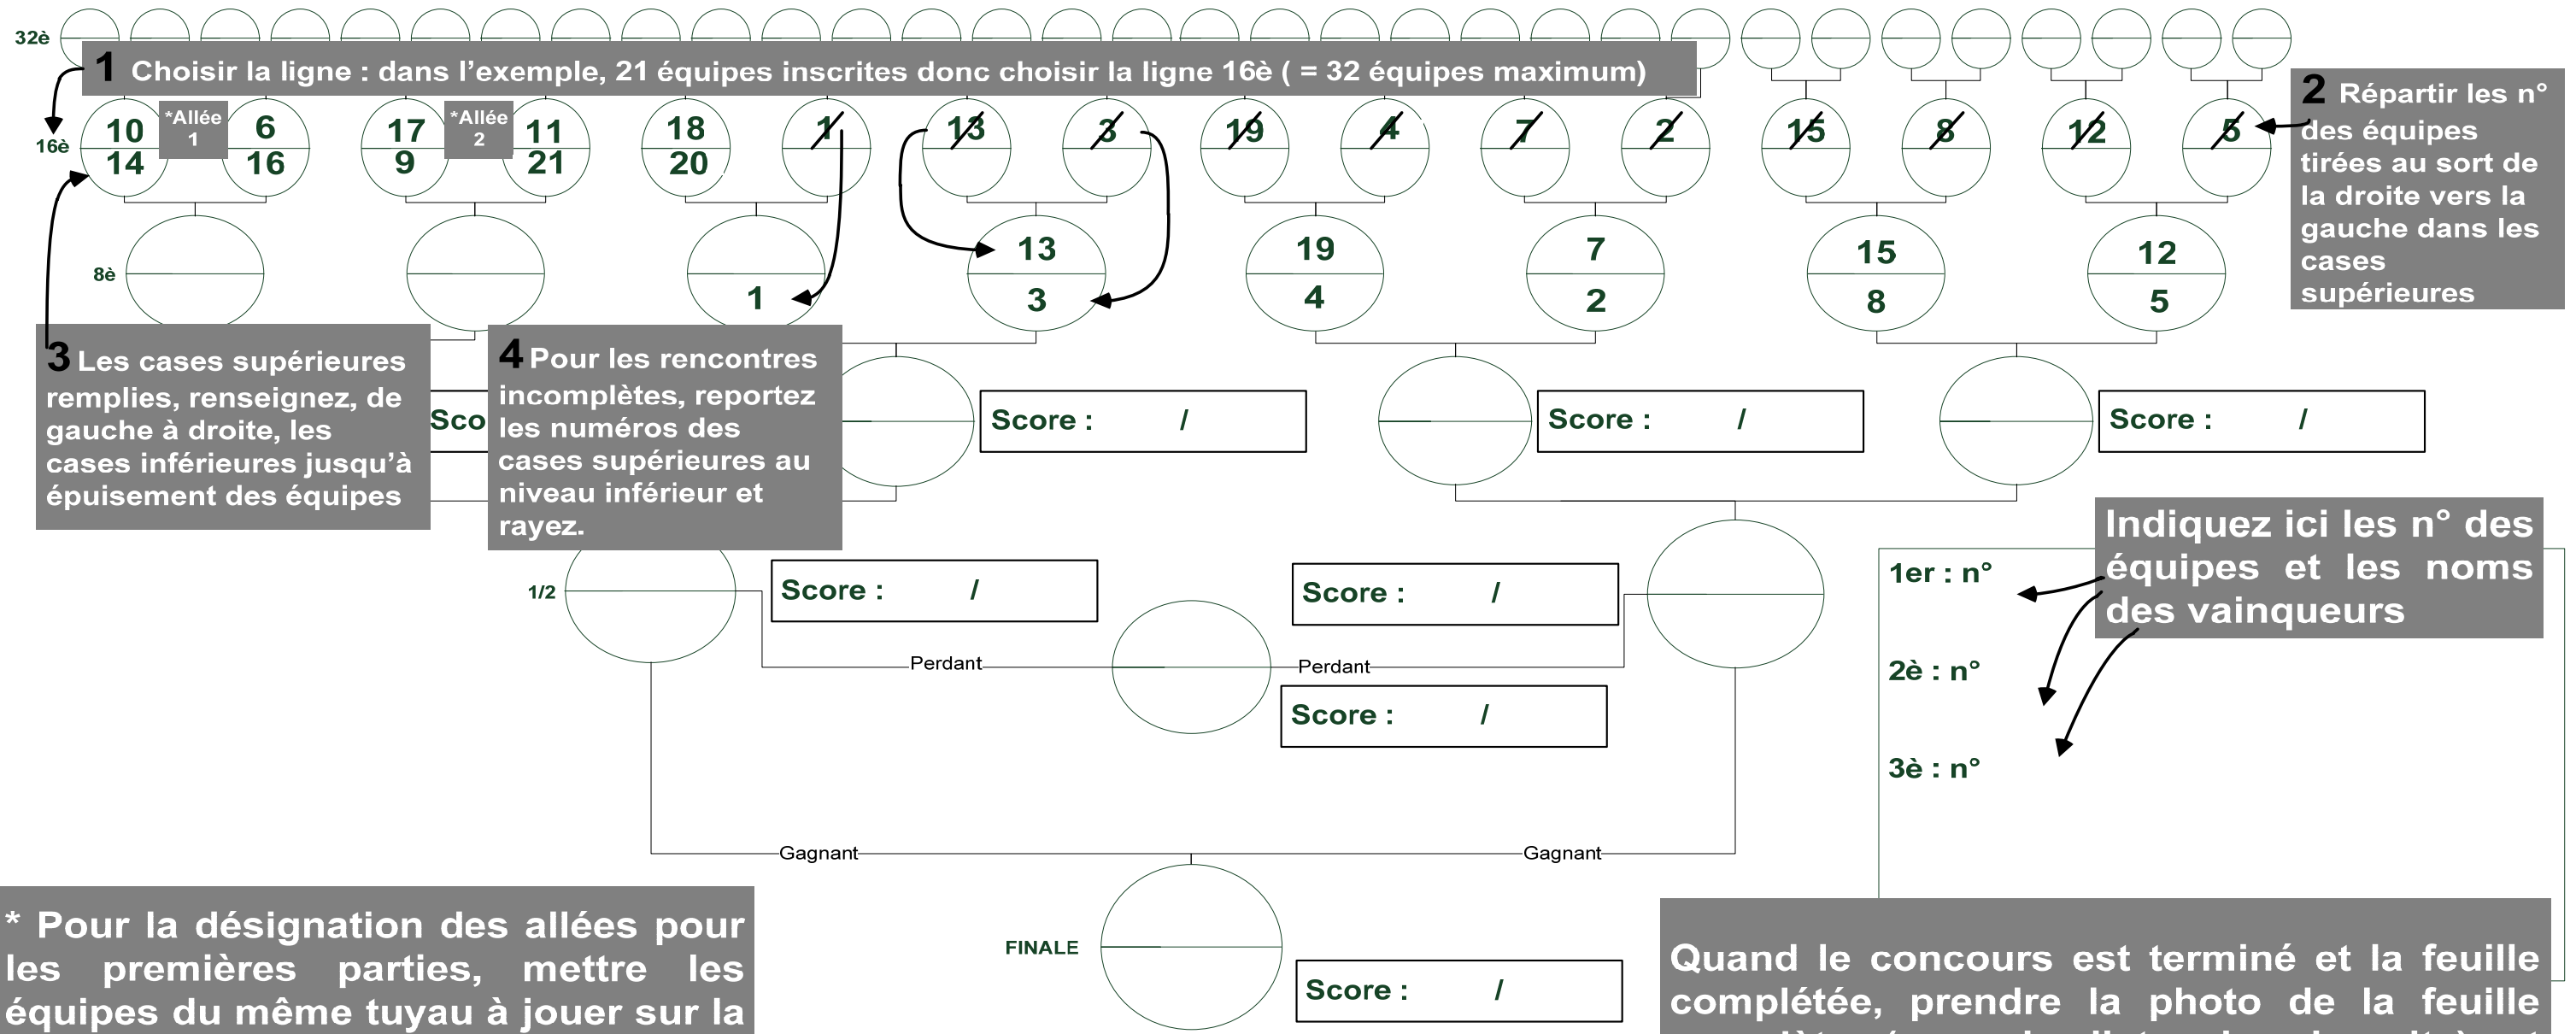 32è
1 Choisir la ligne : dans l'exemple, 21 équipes inscrites donc choisir la ligne 16è ( = 32 équipes maximum)
2 Répartir les n°
des équipes
tirées au sort de
la droite vers la
gauche dans les
cases
supérieures
16è
10 *Allée 6 17 *Allée 11 18 1 13 3 19 4 7 2 15 8 12 5
1 2
14 16 9 21 20
8è
13 19 7 15 12
1 3 4 2 8 5
3 Les cases supérieures
remplies, renseignez, de
gauche à droite, les
cases inférieures jusqu'à
épuisement des équipes
4 Pour les rencontres
incomplètes, reportez
les numéros des
cases supérieures au
niveau inférieur et
rayez.
Sco
Score : /
Score : /
Score : /
Indiquez ici les n° des
équipes et les noms
des vainqueurs
1/2
Score : /
Score : /
1er : n°
Perdant
Perdant
2è : n°
Score : /
3è : n°
Gagnant
Gagnant
FINALE
Score : /
* Pour la désignation des allées pour
les premières parties, mettre les
équipes du même tuyau à jouer sur la
Quand le concours est terminé et la feuille
complétée, prendre la photo de la feuille